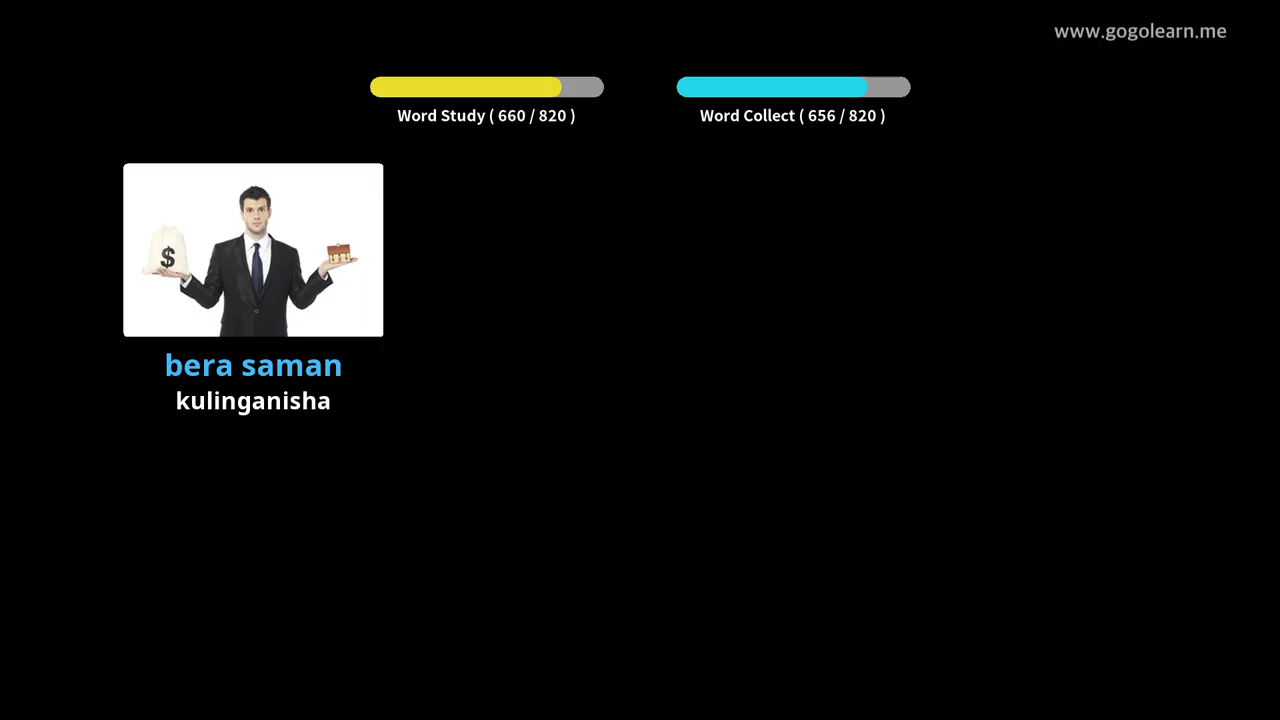 www.gogolearn.me
Word Study ( 660 / 820 )
Word Collect ( 656 / 820 )
$
bera saman
kulinganisha